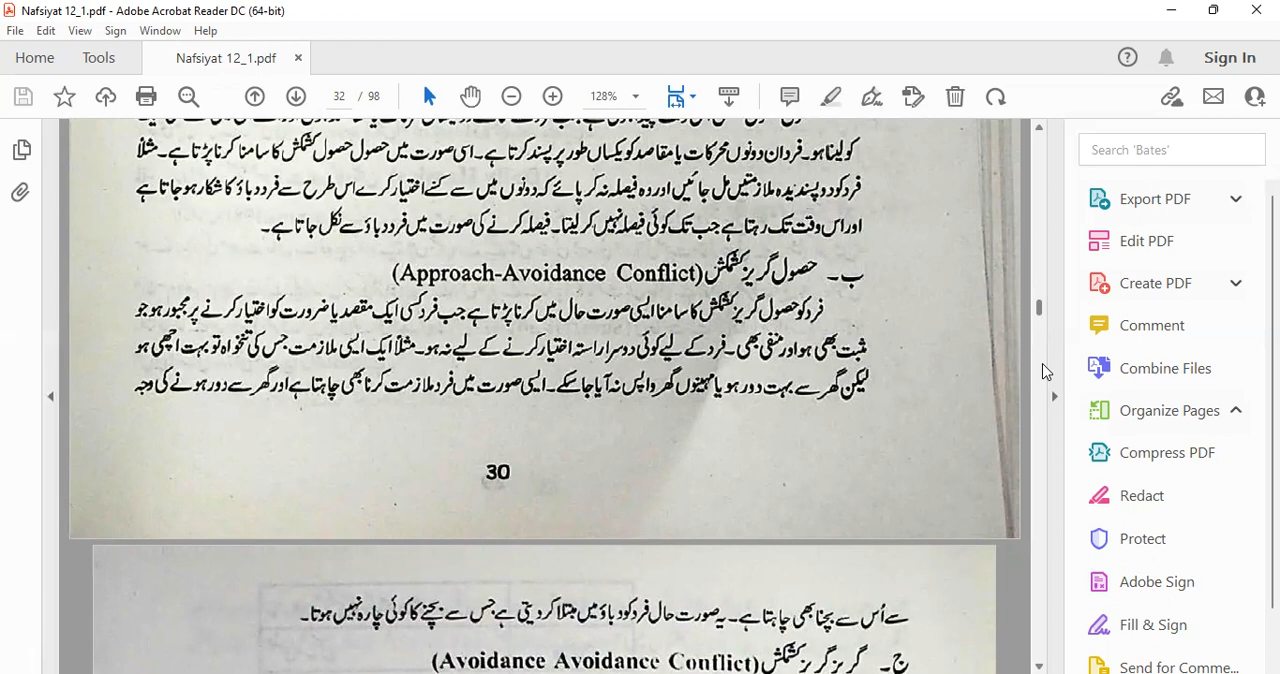 Nafsiyat 12_1.pdf - Adobe Acrobat Reader DC (64-bit)
File Edit View Sign Window Help
Home Tools Nafsiyat 12_1.pdf × Sign In
32 / 98 128%
کو لینا ہو۔ فرد ان دونوں محرکات یا مقاصد کو یکساں طور پر پسند کرتا ہے۔ اسی صورت میں حصول حصول کشمکش کا سامنا کرنا پڑتا ہے۔ مثلاً
فرد کو دو پسندیدہ ملازمتیں مل جائیں اور وہ فیصلہ نہ کر پائے کہ دونوں میں سے کسے اختیار کرے اس طرح سے فرد دباؤ کا شکار ہو جاتا ہے
اور اس وقت تک رہتا ہے جب تک کوئی فیصلہ نہیں کر لیتا۔ فیصلہ کرنے کی صورت میں فرد دباؤ سے نکل جاتا ہے۔
ب۔ حصول گریز کشمکش (Approach-Avoidance Conflict)
فرد کو حصول گریز کشمکش کا سامنا ایسی صورت حال میں کرنا پڑتا ہے جب فرد کسی ایک مقصد یا ضرورت کو اختیار کرنے پر مجبور ہو جو
مثبت بھی ہو اور منفی بھی۔ فرد کے لیے کوئی دوسرا راستہ اختیار کرنے کے لیے نہ ہو۔ مثلاً ایک ایسی ملازمت جس کی تنخواہ تو بہت اچھی ہو
لیکن گھر سے بہت دور ہو یا مہینوں گھر واپس نہ آیا جا سکے۔ ایسی صورت میں فرد ملازمت کرنا بھی چاہتا ہے اور گھر سے دور ہونے کی وجہ
30
سے اُس سے بچنا بھی چاہتا ہے۔ یہ صورت حال فرد کو دباؤ میں مبتلا کر دیتی ہے جس سے بچنے کا کوئی چارہ نہیں ہوتا۔
ج۔ گریز گریز کشمکش (Avoidance Avoidance Conflict)
Search 'Bates'
Export PDF
Edit PDF
Create PDF
Comment
Combine Files
Organize Pages
Compress PDF
Redact
Protect
Adobe Sign
Fill & Sign
Send for Comme...